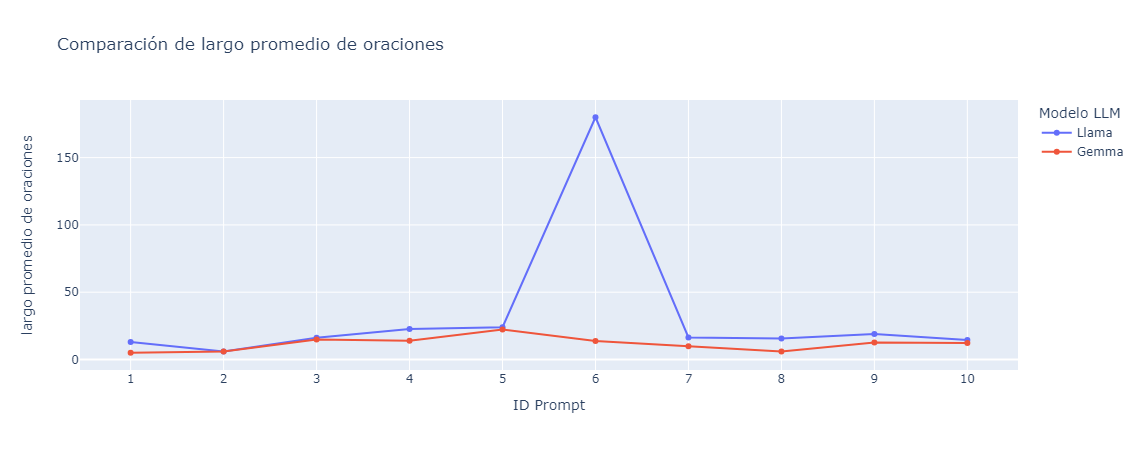 Comparación de largo promedio de oraciones
Modelo LLM
Llama
Gemma
largo promedio de oraciones
150
100
50
0
1 2 3 4 5 6 7 8 9 10
ID Prompt